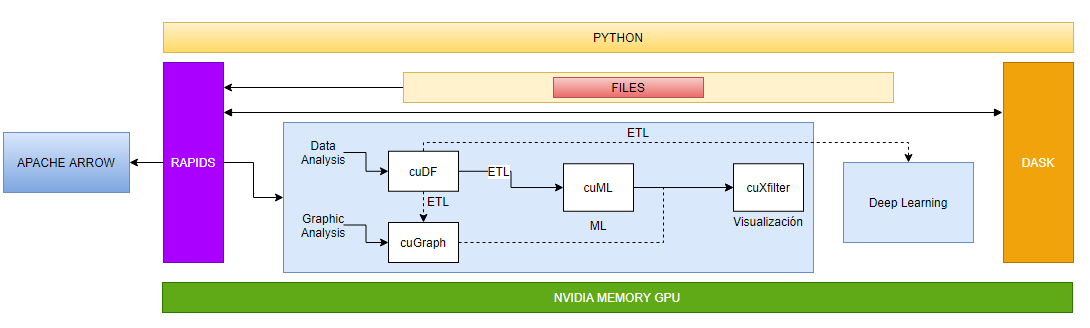 PYTHON
FILES
APACHE ARROW
RAPIDS
DASK
ETL
Data
Analysis
cuDF
ETL
cuML
cuXfilter
ETL
Deep Learning
Graphic
Analysis
cuGraph
ML
Visualización
NVIDIA MEMORY GPU